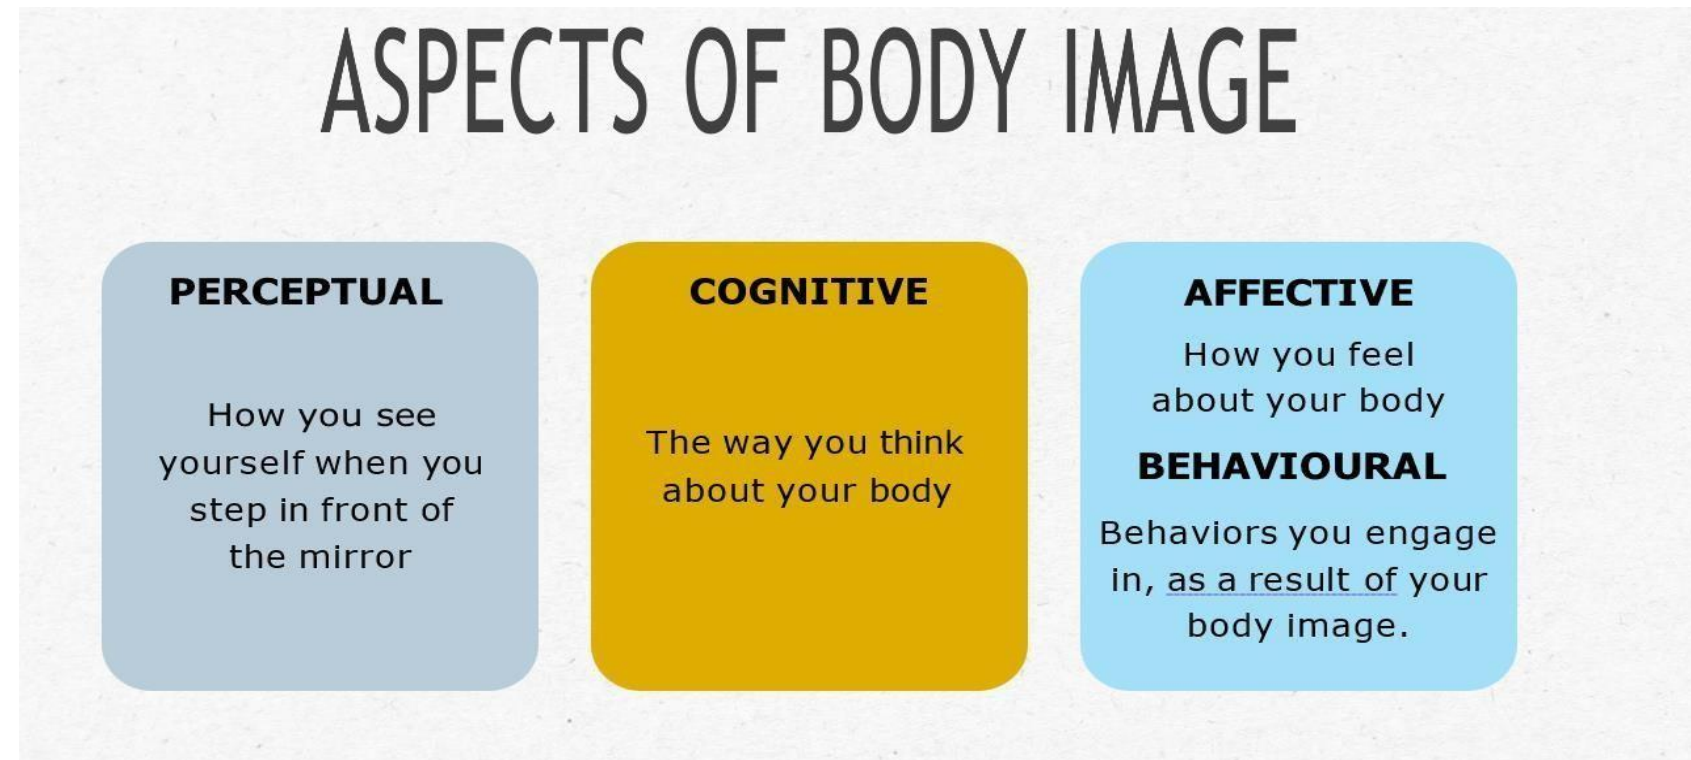 ASPECTS OF BODY IMAGE
PERCEPTUAL
How you see
yourself when you
step in front of
the mirror
COGNITIVE
The way you think
about your body
AFFECTIVE
How you feel
about your body
BEHAVIOURAL
Behaviors you engage
in, as a result of your
body image.